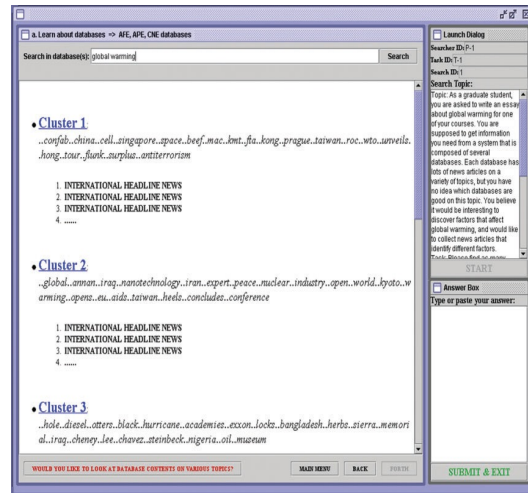 a. Learn about databases => AFE, APE, CNE databases
Search in database(s): global warming
Search
Cluster 1:
..confab..china..cell..singapore..space..beef..mac..kmt..fta..kong..prague..taiwan..roc..wto..unveils.
.hong..tour..flunk..surplus..antiterrorism
1. INTERNATIONAL HEADLINE NEWS
2. INTERNATIONAL HEADLINE NEWS
3. INTERNATIONAL HEADLINE NEWS
4. ......
Cluster 2:
..global..annan..iraq..nanotechnology..iran..expert..peace..nuclear..industry..open..world..kyoto..w
arming..opens..eu..aids..taiwan..heels..concludes..conference
1. INTERNATIONAL HEADLINE NEWS
2. INTERNATIONAL HEADLINE NEWS
3. INTERNATIONAL HEADLINE NEWS
4. ......
Cluster 3:
..hole..diesel..otters..black..hurricane..academies..exxon..locks..bangladesh..herbs..sierra..memori
al..iraq..cheney..lee..chavez..steinbeck..nigeria..oil..museum
WOULD YOU LIKE TO LOOK AT DATABASE CONTENTS ON VARIOUS TOPICS?
MAIN MENU
BACK
FORTH
Launch Dialog
Searcher ID: P-1
Task ID: T-1
Search ID: 1
Search Topic:
Topic: As a graduate student,
you are asked to write an essay
about global warming for one
of your courses. You are
supposed to get information
you need from a system that is
composed of several
databases. Each database has
lots of news articles on a
variety of topics, but you have
no idea which databases are
good on this topic. You believe
it would be interesting to
discover factors that affect
global warming, and would like
to collect news articles that
identify different factors.
Task: Please find as many
START
Answer Box
Type or paste your answer:
SUBMIT & EXIT